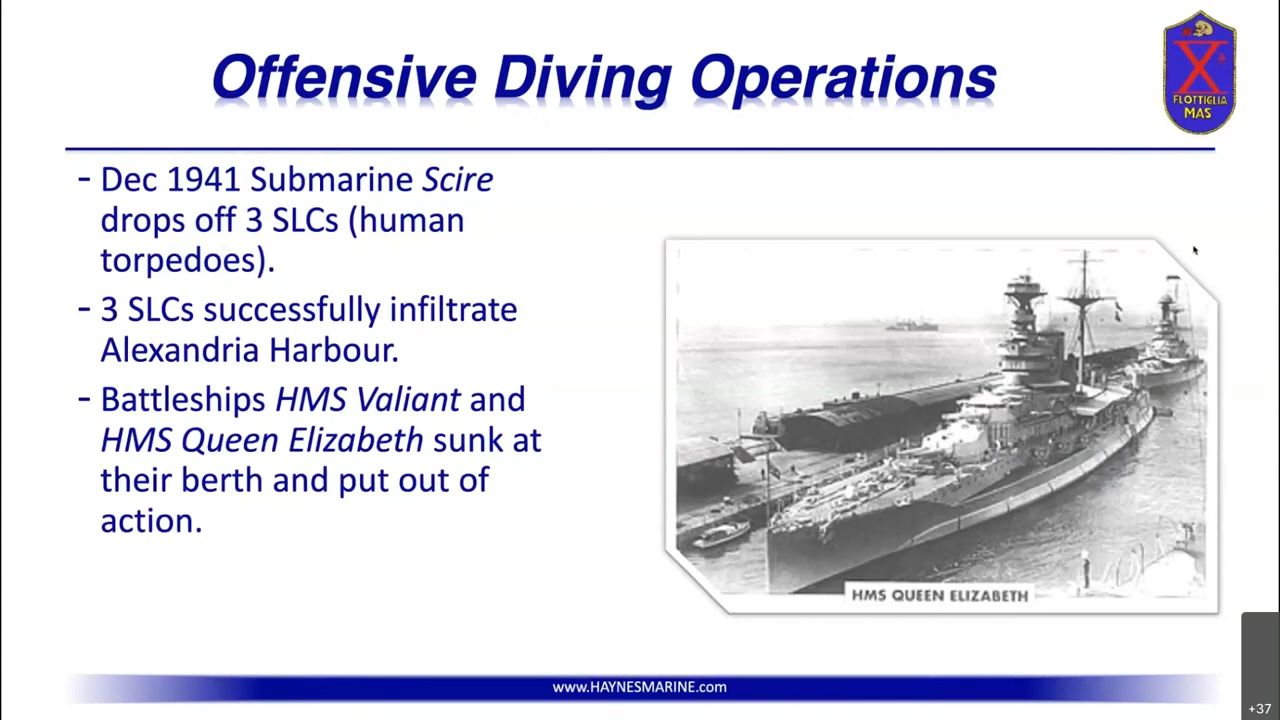 Offensive Diving Operations
X
FLOTTIGLIA
MAS
- Dec 1941 Submarine Scire
drops off 3 SLCs (human
torpedoes).
- 3 SLCs successfully infiltrate
Alexandria Harbour.
- Battleships HMS Valiant and
HMS Queen Elizabeth sunk at
their berth and put out of
action.
HMS QUEEN ELIZABETH
www.HAYNESMARINE.com
+37